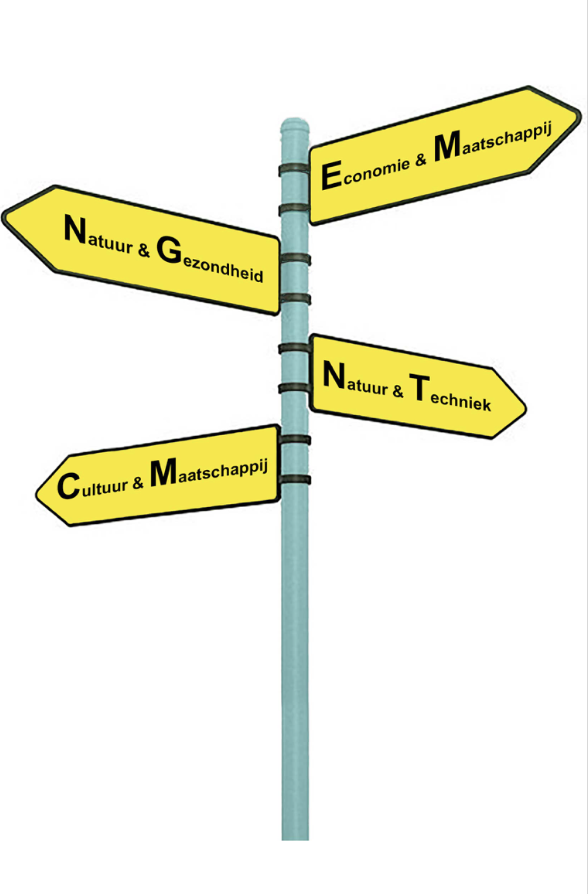 Economie & Maatschappij
Natuur & Gezondheid
Natuur & Techniek
Cultuur & Maatschappij